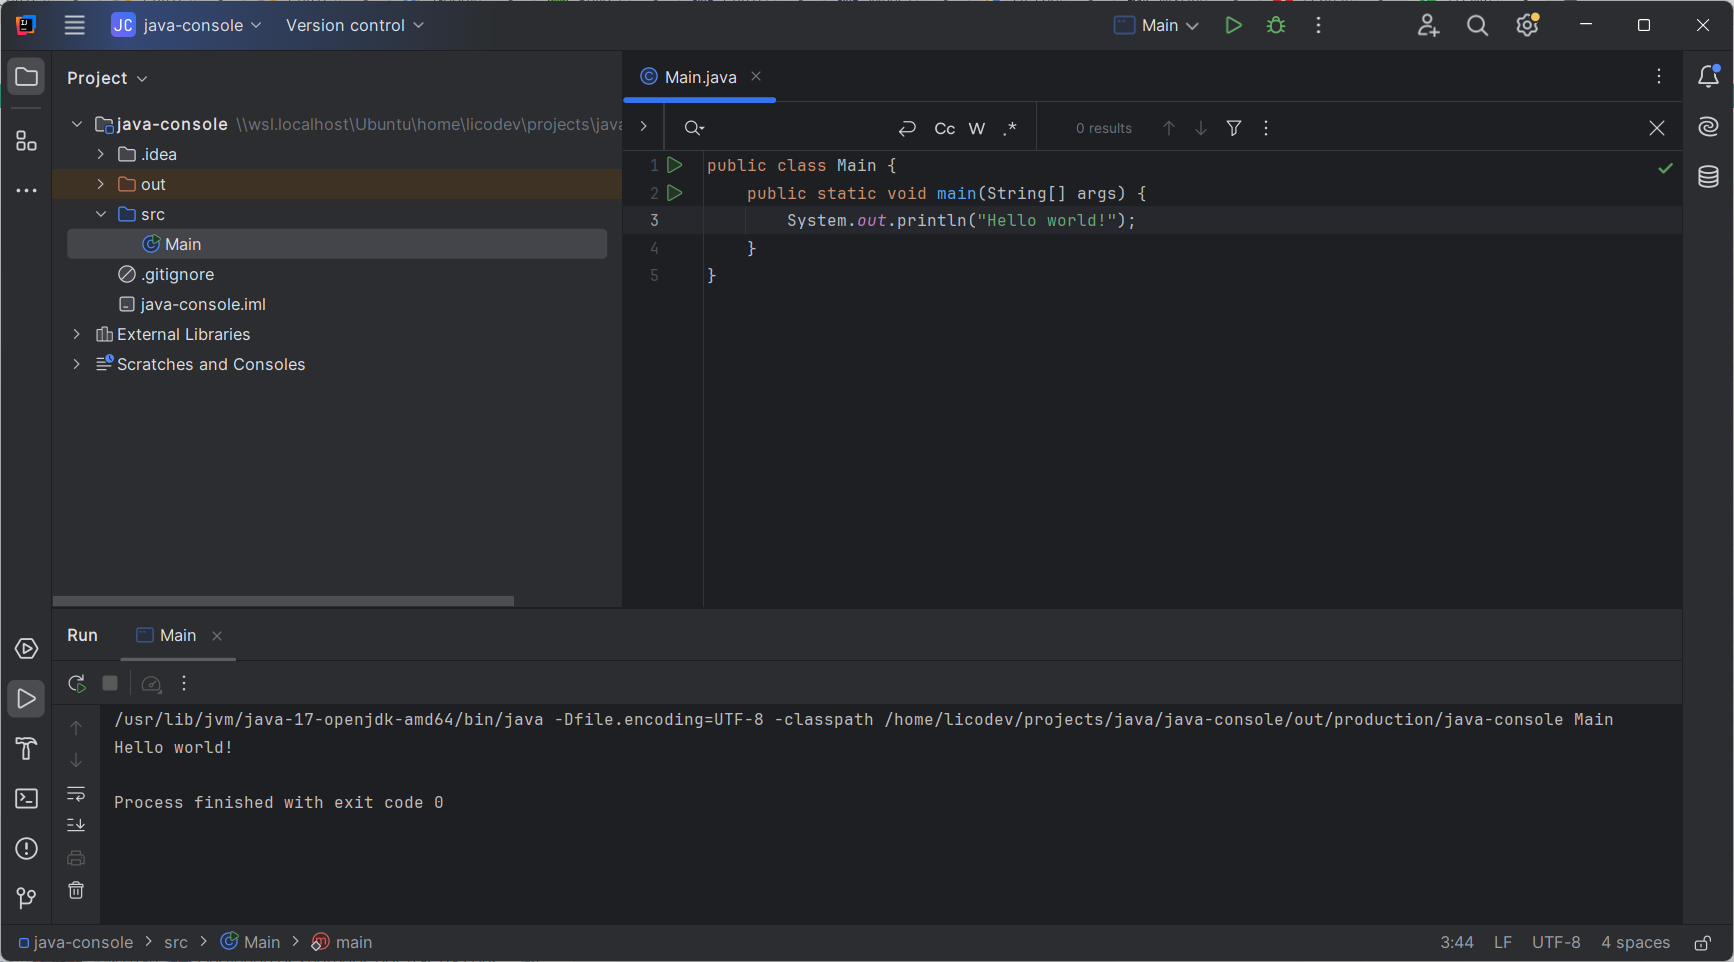 JC java-console
Version control
Main
Project
java-console \\wsl.localhost\Ubuntu\home\licodev\projects\java
.idea
out
src
Main
.gitignore
java-console.iml
External Libraries
Scratches and Consoles
Main.java
Cc W .* 0 results
1 public class Main {
2     public static void main(String[] args) {
3         System.out.println("Hello world!");
4     }
5 }
Run Main
/usr/lib/jvm/java-17-openjdk-amd64/bin/java -Dfile.encoding=UTF-8 -classpath /home/licodev/projects/java/java-console/out/production/java-console Main
Hello world!
Process finished with exit code 0
java-console > src > Main > main
3:44 LF UTF-8 4 spaces